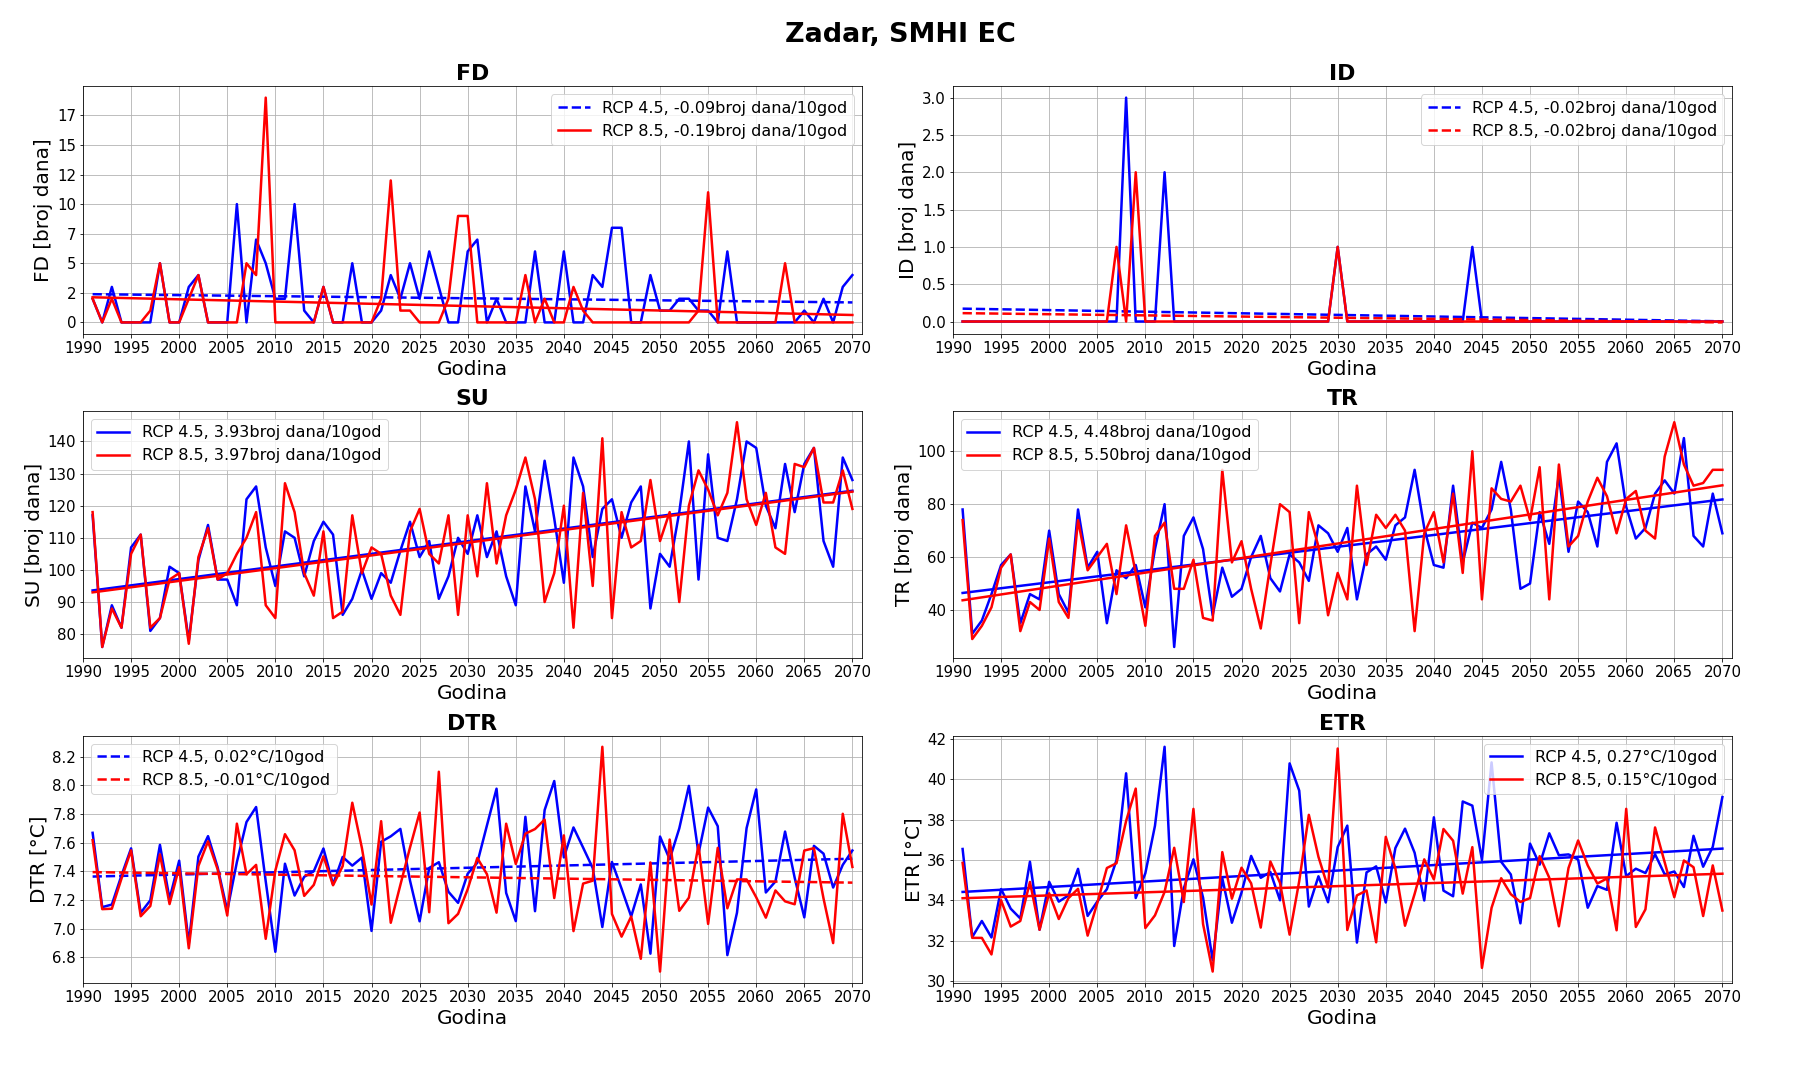 Zadar, SMHI EC
FD
FD [broj dana]
17
15
12
10
7
5
2
0
RCP 4.5, -0.09broj dana/10god
RCP 8.5, -0.19broj dana/10god
1990 1995 2000 2005 2010 2015 2020 2025 2030 2035 2040 2045 2050 2055 2060 2065 2070
Godina
ID
ID [broj dana]
3.0
2.5
2.0
1.5
1.0
0.5
0.0
RCP 4.5, -0.02broj dana/10god
RCP 8.5, -0.02broj dana/10god
1990 1995 2000 2005 2010 2015 2020 2025 2030 2035 2040 2045 2050 2055 2060 2065 2070
Godina
SU
SU [broj dana]
140
130
120
110
100
90
80
RCP 4.5, 3.93broj dana/10god
RCP 8.5, 3.97broj dana/10god
1990 1995 2000 2005 2010 2015 2020 2025 2030 2035 2040 2045 2050 2055 2060 2065 2070
Godina
TR
TR [broj dana]
100
80
60
40
RCP 4.5, 4.48broj dana/10god
RCP 8.5, 5.50broj dana/10god
1990 1995 2000 2005 2010 2015 2020 2025 2030 2035 2040 2045 2050 2055 2060 2065 2070
Godina
DTR
DTR [°C]
8.2
8.0
7.8
7.6
7.4
7.2
7.0
6.8
RCP 4.5, 0.02°C/10god
RCP 8.5, -0.01°C/10god
1990 1995 2000 2005 2010 2015 2020 2025 2030 2035 2040 2045 2050 2055 2060 2065 2070
Godina
ETR
ETR [°C]
42
40
38
36
34
32
30
RCP 4.5, 0.27°C/10god
RCP 8.5, 0.15°C/10god
1990 1995 2000 2005 2010 2015 2020 2025 2030 2035 2040 2045 2050 2055 2060 2065 2070
Godina